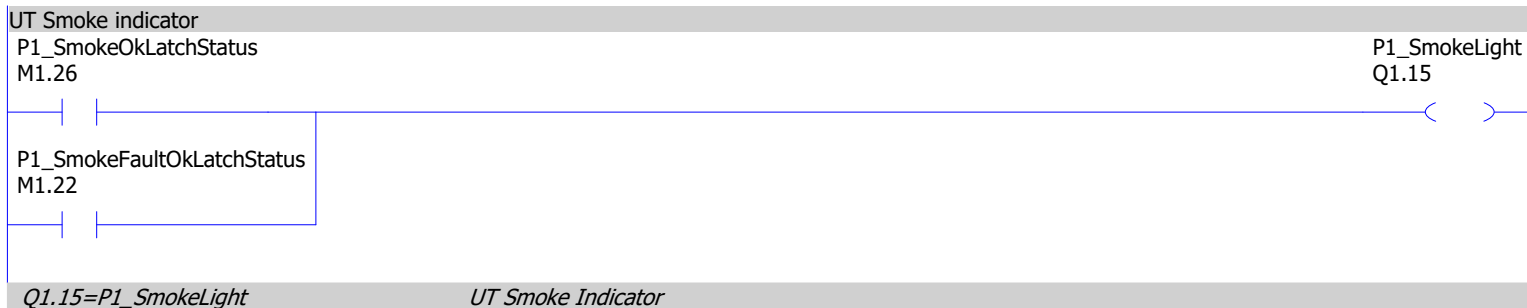 UT Smoke indicator
P1_SmokeOkLatchStatus
M1.26
P1_SmokeLight
Q1.15
P1_SmokeFaultOkLatchStatus
M1.22
Q1.15=P1_SmokeLight UT Smoke Indicator